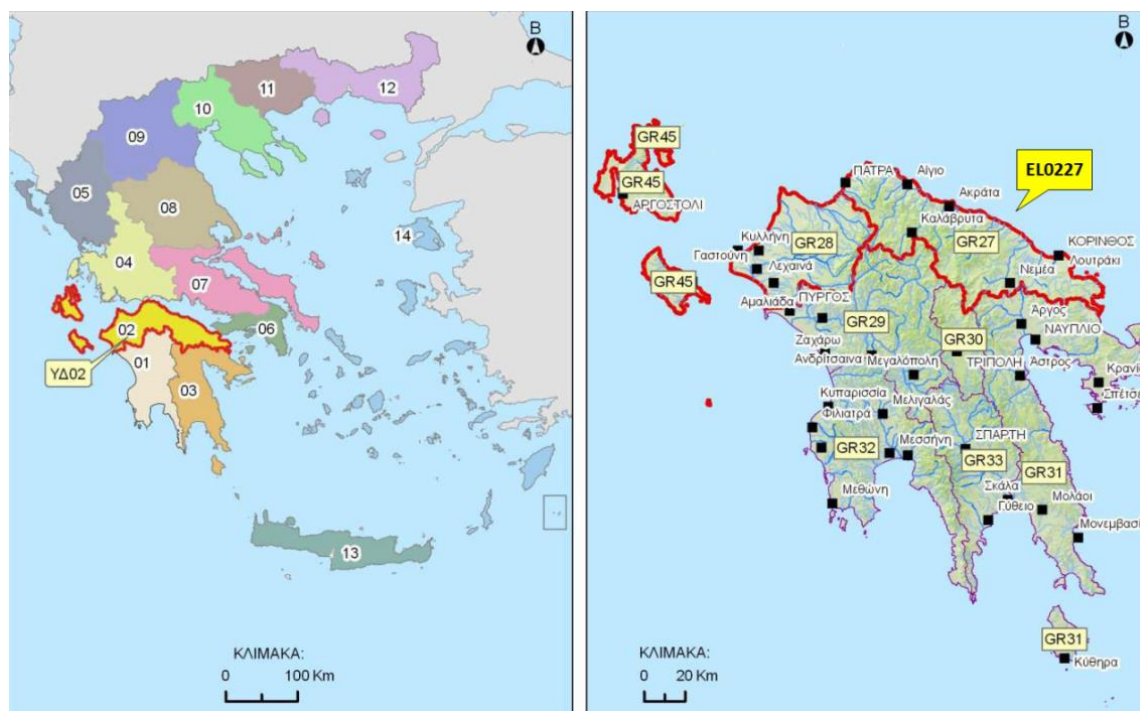 B
12
11
10
09
05
08
14
04
07
02
06
ΥΔ02
01
03
13
ΚΛΙΜΑΚΑ:
0
100 Km
B
GR45
EL0227
ΠΑΤΡΑ
Αίγιο
GR45
Ακράτα
ΑΡΓΟΣΤΟΛΙ
Καλάβρυτα
Κυλλήνη
GR28
GR27
ΚΟΡΙΝΘΟΣ
Γαστούνη
Λουτράκι
Λεχαινά
Νεμέα
GR45
Αμαλιάδα
ΠΥΡΓΟΣ
Άργος
GR29
ΝΑΥΠΛΙΟ
Ζαχάρω
GR30
Ανδρίτσαινα
Μεγαλόπολη
ΤΡΙΠΟΛΗ
Άστρος
Κρανί
Σπέτσε
Κυπαρισσία
Μελιγαλάς
Φιλιατρά
ΣΠΑΡΤΗ
GR32
Μεσσήνη
GR33
GR31
Σκάλα
Μεθώνη
Γύθειο
Μολάοι
Μονεμβασ
ΚΛΙΜΑΚΑ:
0
20 Km
GR31
Κύθηρα